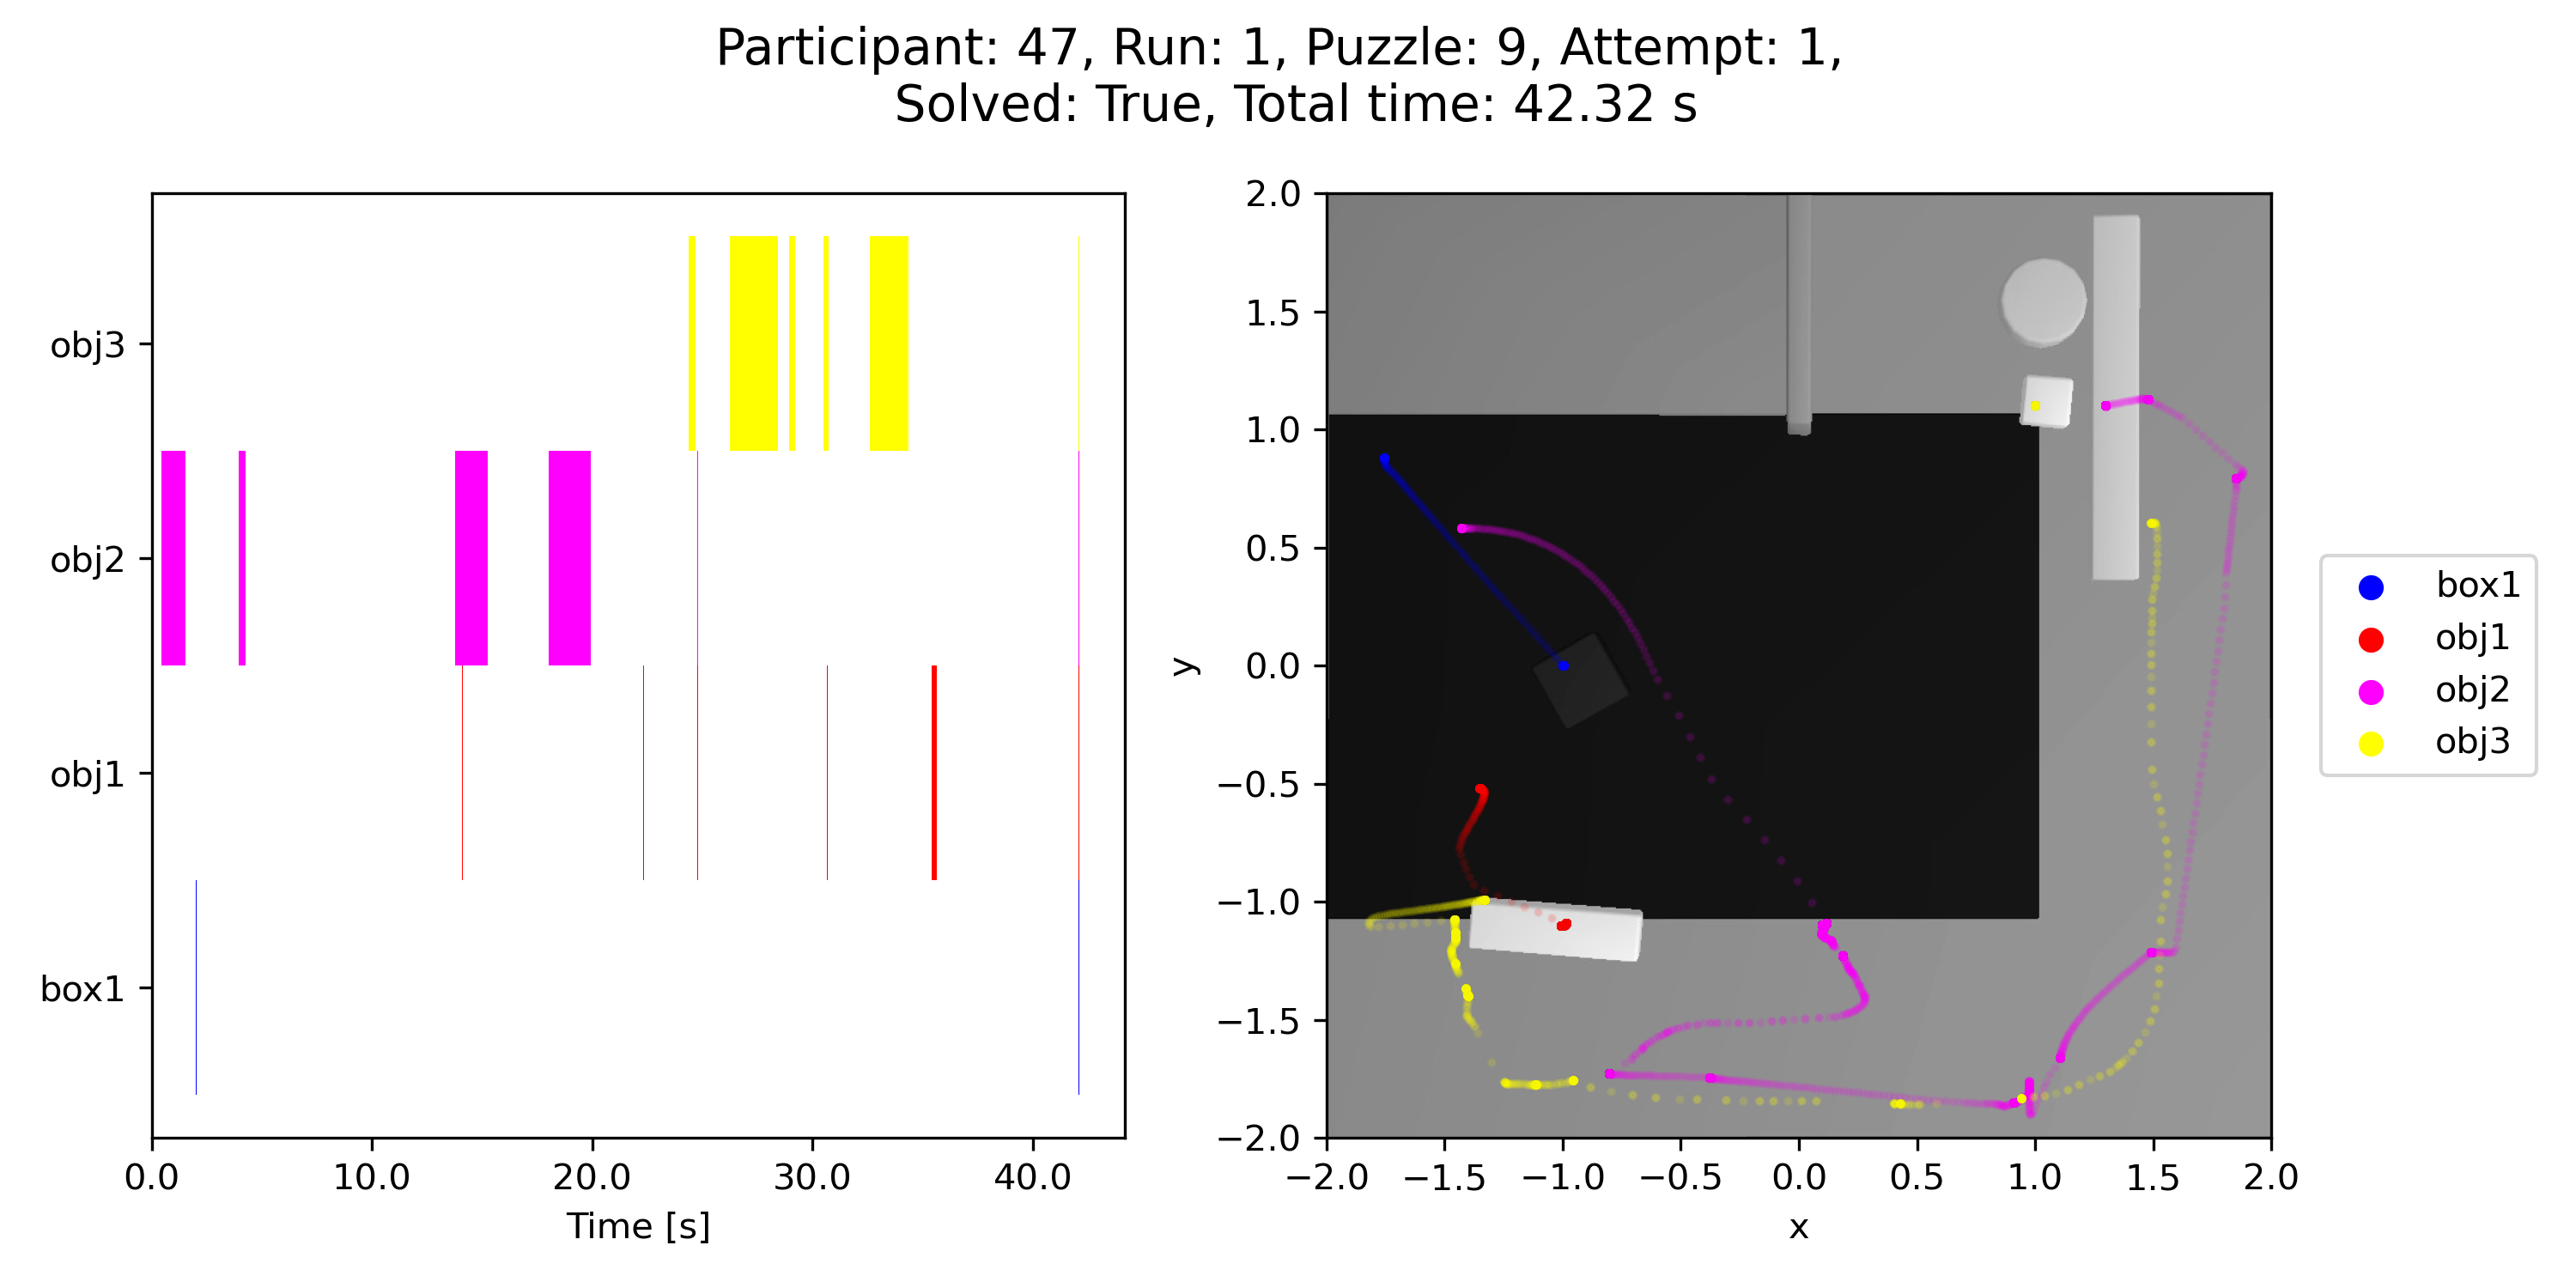 Participant: 47, Run: 1, Puzzle: 9, Attempt: 1,
Solved: True, Total time: 42.32 s
obj3
obj2
obj1
box1
0.0 10.0 20.0 30.0 40.0
Time [s]
2.0
1.5
1.0
0.5
0.0
−0.5
−1.0
−1.5
−2.0
y
−2.0 −1.5 −1.0 −0.5 0.0 0.5 1.0 1.5 2.0
x
box1
obj1
obj2
obj3